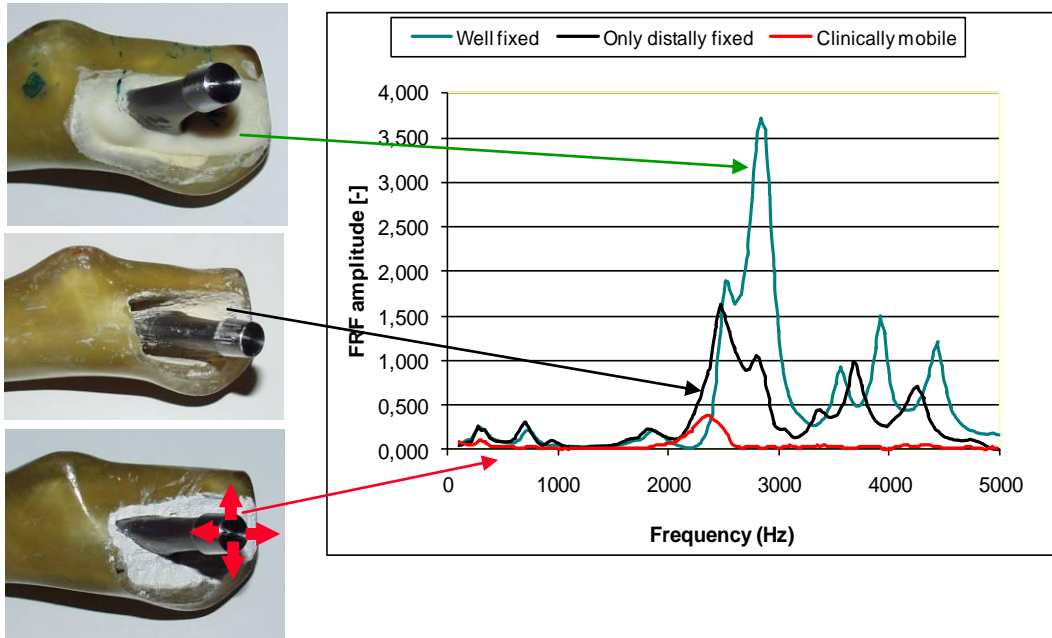 Well fixed Only distally fixed Clinically mobile
4,000
3,500
3,000
2,500
2,000
1,500
1,000
0,500
0,000
FRF amplitude [-]
0 1000 2000 3000 4000 5000
Frequency (Hz)